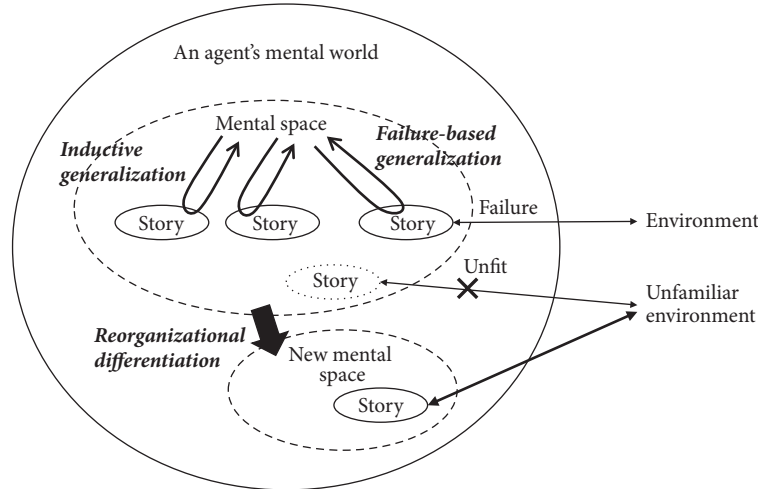 An agent's mental world
Mental space
Inductive
generalization
Failure-based
generalization
Story
Story
Story
Failure
Environment
Story
Unfit
Unfamiliar
environment
Reorganizational
differentiation
New mental
space
Story